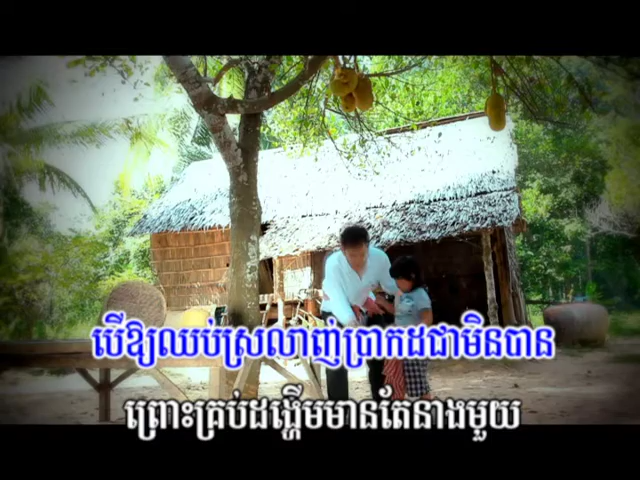 បើឱ្យឈប់ស្រលាញ់ប្រាកដជាមិនបាន
ព្រោះគ្រប់ដង្ហើមមានតែនាងមួយ